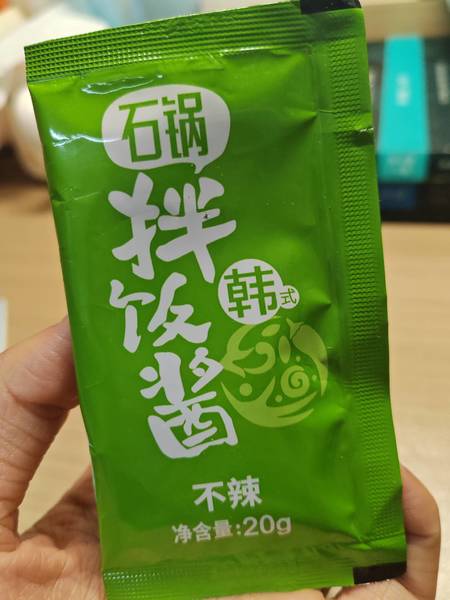 石锅
拌饭酱
韩式
不辣
净含量:20g